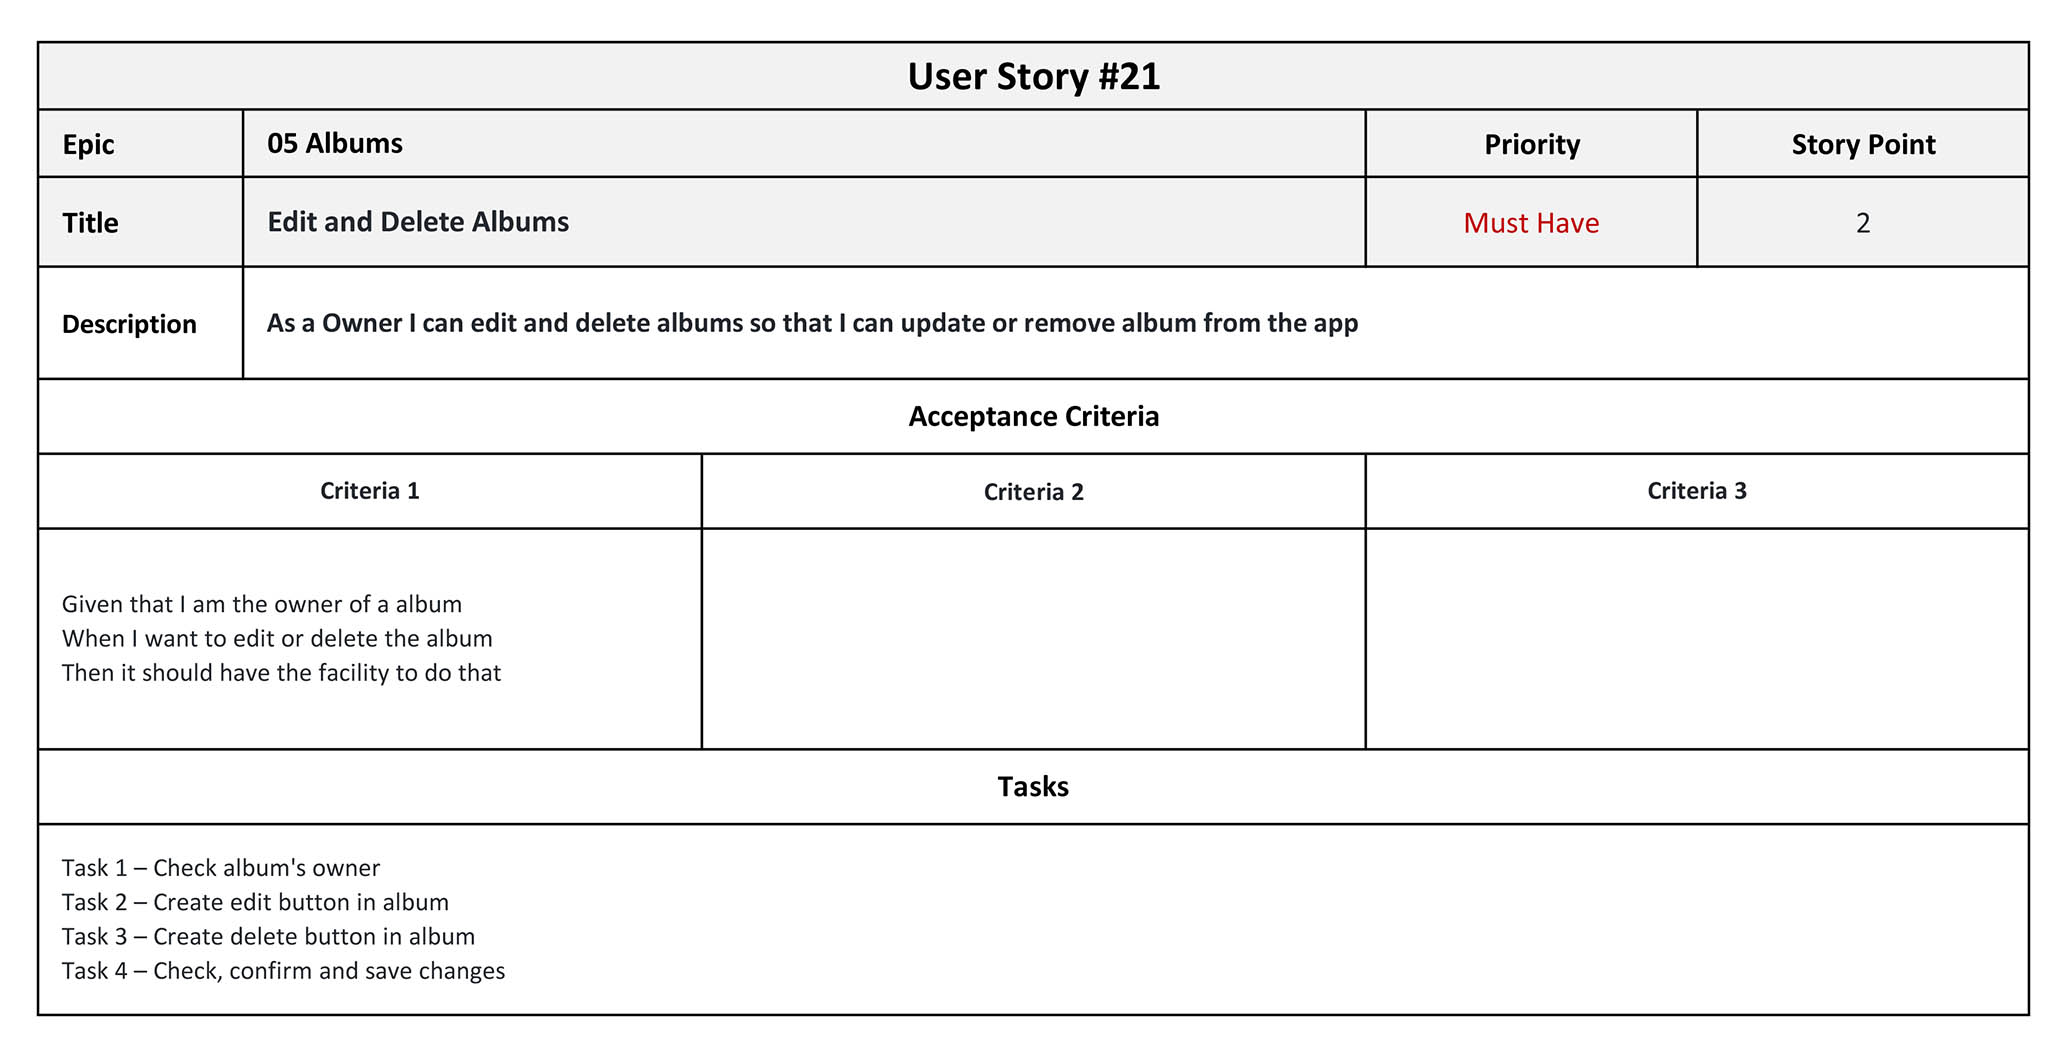 User Story #21
Epic
05 Albums
Priority
Story Point
Title
Edit and Delete Albums
Must Have
2
Description
As a Owner I can edit and delete albums so that I can update or remove album from the app
Acceptance Criteria
Criteria 1
Criteria 2
Criteria 3
Given that I am the owner of a album
When I want to edit or delete the album
Then it should have the facility to do that
Tasks
Task 1 – Check album's owner
Task 2 – Create edit button in album
Task 3 – Create delete button in album
Task 4 – Check, confirm and save changes